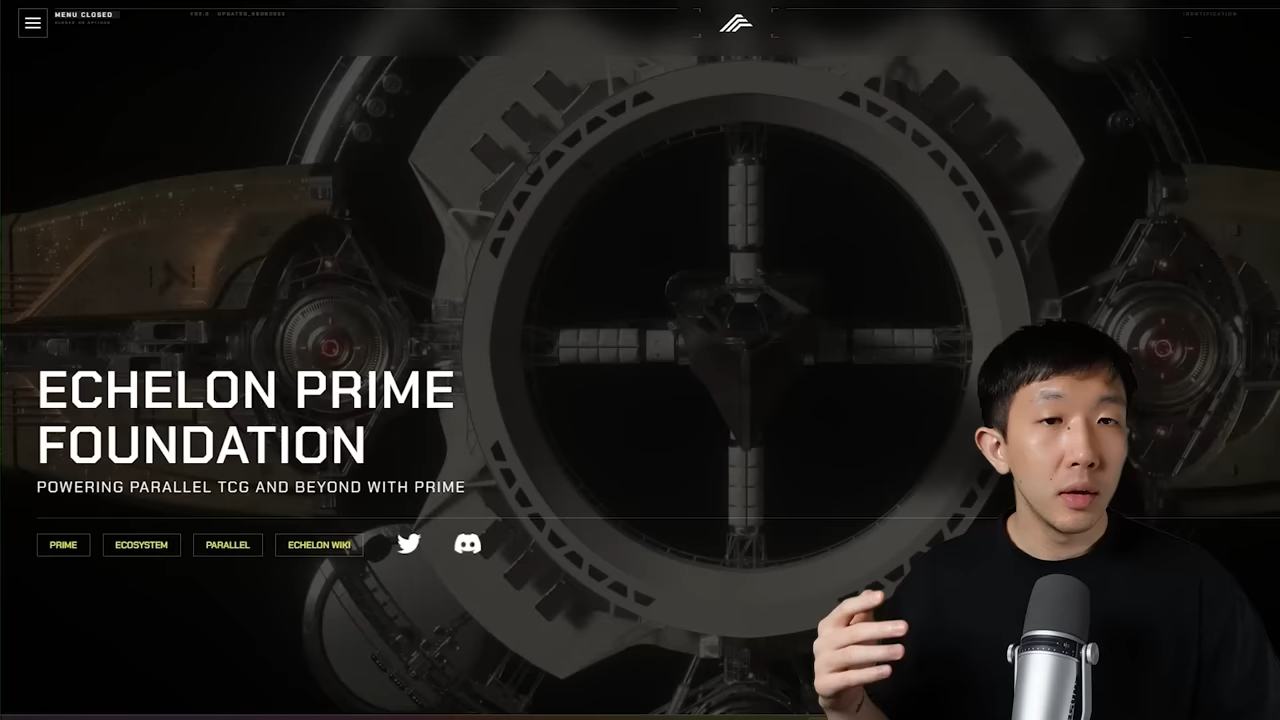 MENU CLOSED
ECHELON PRIME
FOUNDATION
POWERING PARALLEL TCG AND BEYOND WITH PRIME
PRIME
ECOSYSTEM
PARALLEL
ECHELON WIKI